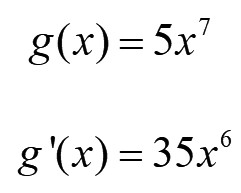 g(x) = 5x⁷
g'(x) = 35x⁶